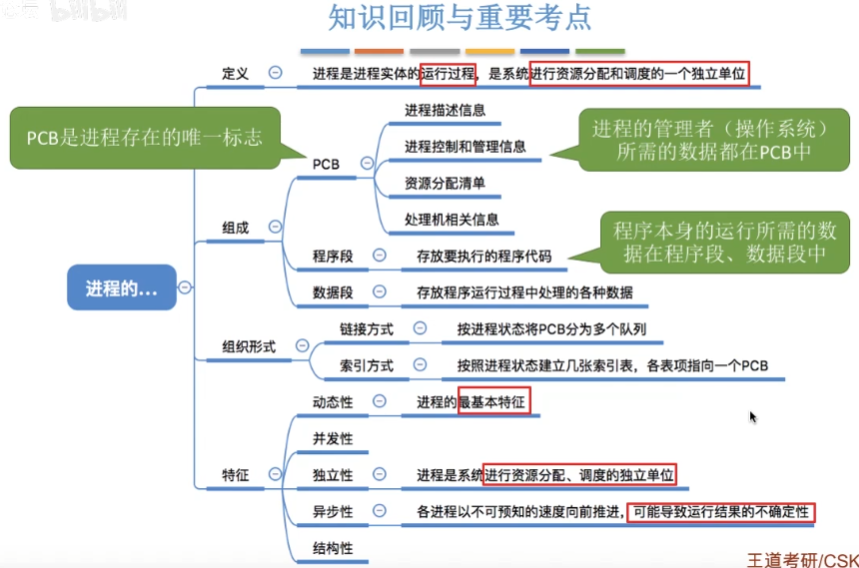 bilibili
知识回顾与重要考点
定义
进程是进程实体的运行过程，是系统进行资源分配和调度的一个独立单位
PCB是进程存在的唯一标志
进程描述信息
进程的管理者（操作系统）
所需的数据都在PCB中
PCB
进程控制和管理信息
资源分配清单
组成
处理机相关信息
程序本身的运行所需的数
据在程序段、数据段中
程序段
存放要执行的程序代码
进程的...
数据段
存放程序运行过程中处理的各种数据
组织形式
链接方式
按进程状态将PCB分为多个队列
索引方式
按照进程状态建立几张索引表，各表项指向一个PCB
动态性
进程的最基本特征
并发性
特征
独立性
进程是系统进行资源分配、调度的独立单位
异步性
各进程以不可预知的速度向前推进，可能导致运行结果的不确定性
结构性
王道考研/CSK